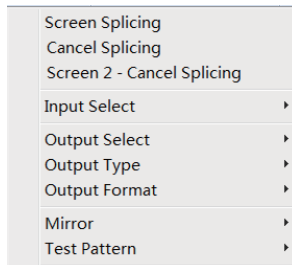 Screen Splicing
Cancel Splicing
Screen 2 - Cancel Splicing
Input Select
Output Select
Output Type
Output Format
Mirror
Test Pattern